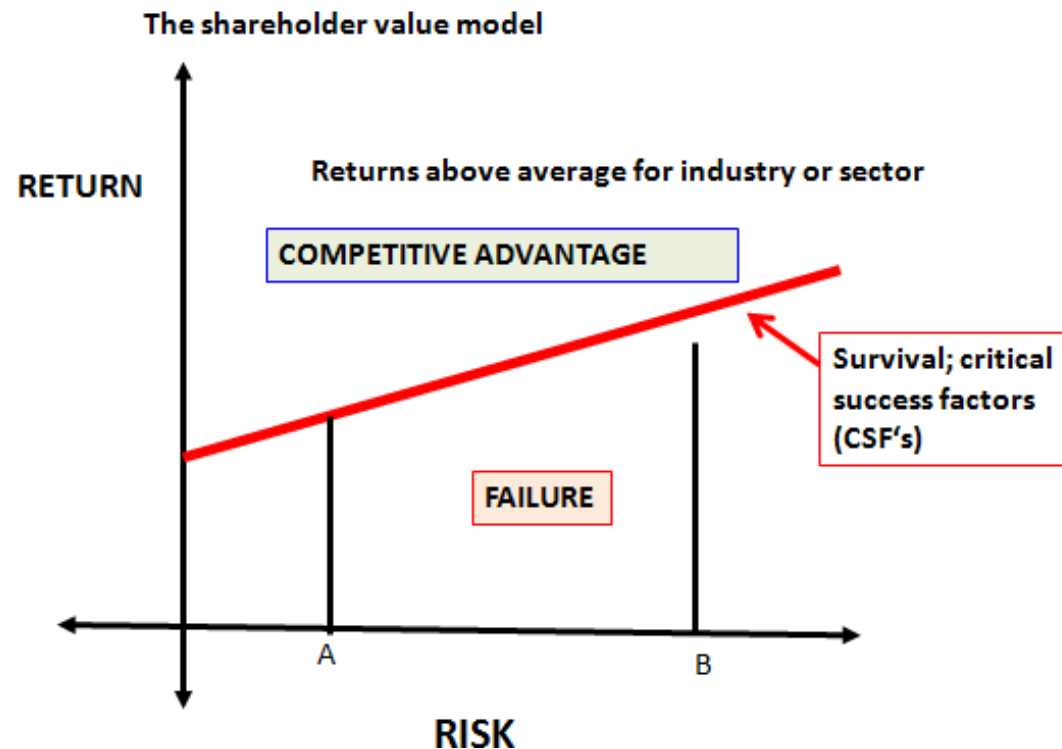 The shareholder value model
RETURN
Returns above average for industry or sector
COMPETITIVE ADVANTAGE
Survival; critical
success factors
(CSF‘s)
FAILURE
A
B
RISK